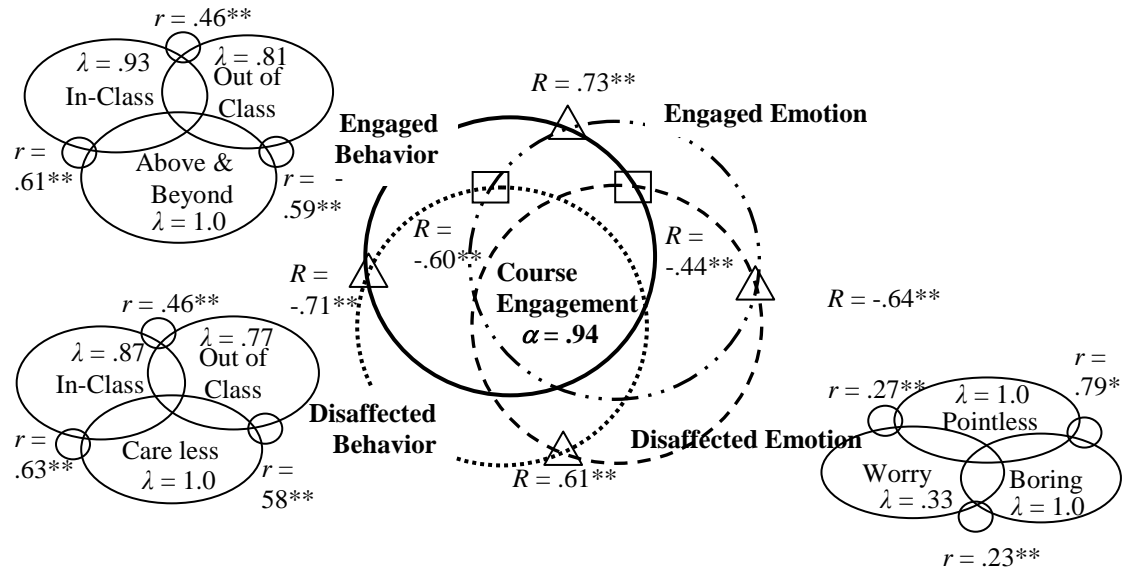 r = .46**
λ = .93
In-Class
λ = .81
Out of
Class
r =
.61**
Above &
Beyond
λ = 1.0
r = -
.59**
R = .73**
Engaged
Behavior
Engaged Emotion
R =
-.60**
R =
-.44**
R =
-.71**
Course
Engagement
α = .94
R = -.64**
r = .46**
λ = .87
In-Class
λ = .77
Out of
Class
r =
.63**
Care less
λ = 1.0
r =
58**
Disaffected
Behavior
Disaffected Emotion
R = .61**
r = .27**
λ = 1.0
Pointless
r =
.79*
Worry
λ = .33
Boring
λ = 1.0
r = .23**